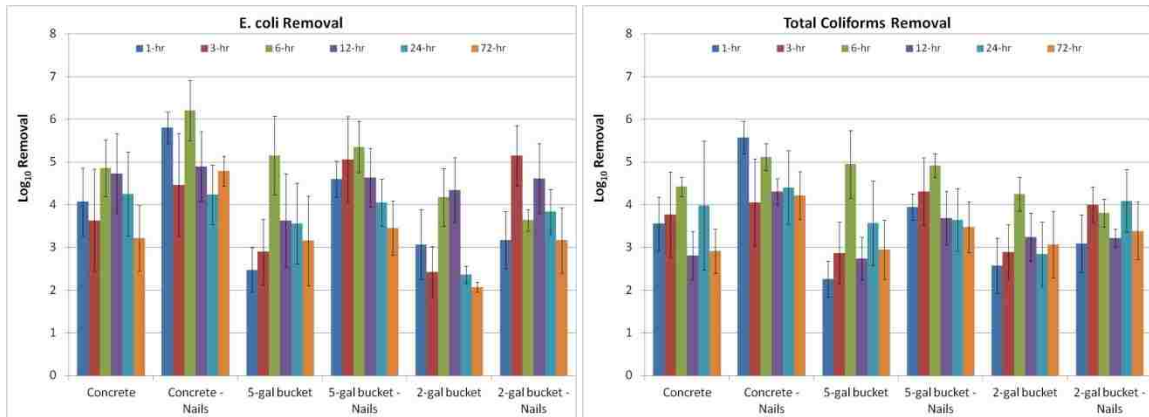 E. coli Removal
1-hr 3-hr 6-hr 12-hr 24-hr 72-hr
Log10 Removal
8
7
6
5
4
3
2
1
0
Concrete
Concrete - Nails
5-gal bucket
5-gal bucket - Nails
2-gal bucket
2-gal bucket - Nails
Total Coliforms Removal
1-hr 3-hr 6-hr 12-hr 24-hr 72-hr
Log10 Removal
8
7
6
5
4
3
2
1
0
Concrete
Concrete - Nails
5-gal bucket
5-gal bucket - Nails
2-gal bucket
2-gal bucket - Nails